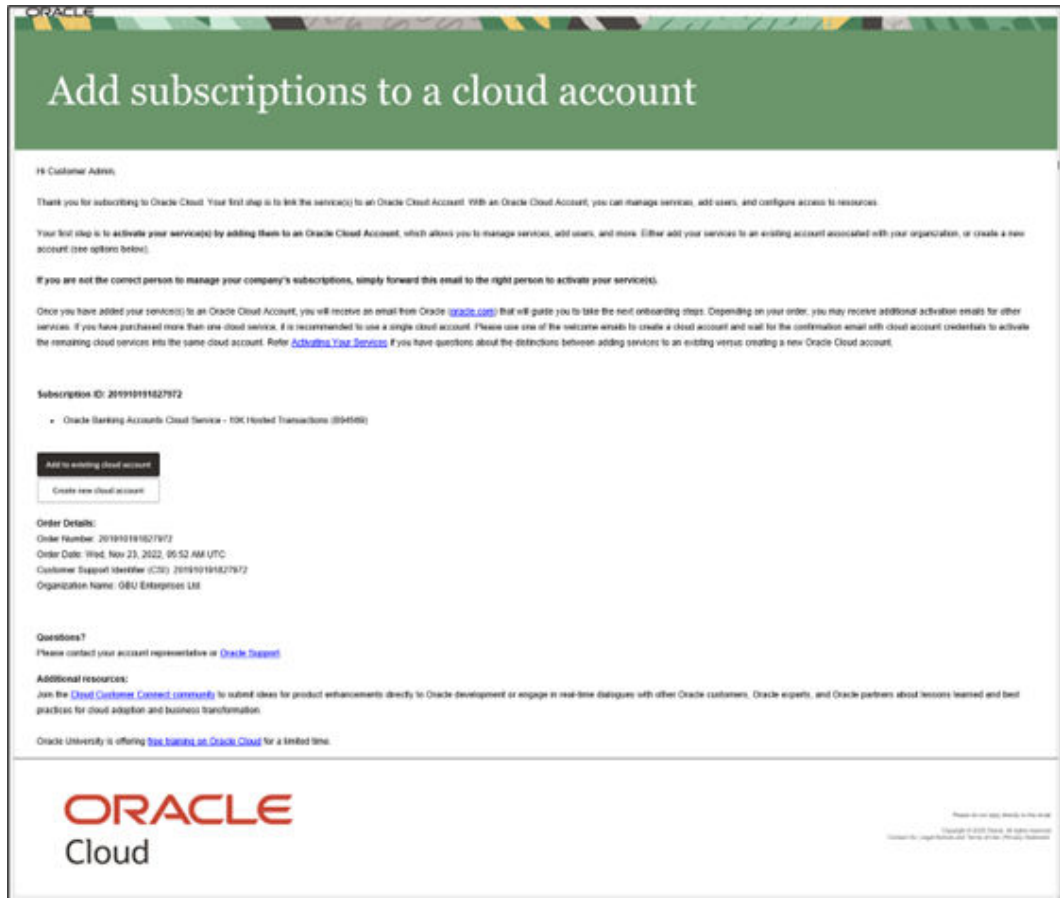 ORACLE
Add subscriptions to a cloud account
Hi Customer Admin,
Thank you for subscribing to Oracle Cloud. Your first step is to link the service(s) to an Oracle Cloud Account. With an Oracle Cloud Account, you can manage services, add users, and configure access to resources.
Your first step is to activate your service(s) by adding them to an Oracle Cloud Account, which allows you to manage services, add users, and more. Either add your services to an existing account associated with your organization, or create a new
account (see options below).
If you are not the correct person to manage your company's subscriptions, simply forward this email to the right person to activate your service(s).
Once you have added your service(s) to an Oracle Cloud Account, you will receive an email from Oracle (oracle.com) that will guide you to take the next onboarding steps. Depending on your order, you may receive additional activation emails for other
services. If you have purchased more than one cloud service, it is recommended to use a single cloud account. Please use one of the welcome emails to create a cloud account and wait for the confirmation email with cloud account credentials to activate
the remaining cloud services into the same cloud account. Refer Activating Your Services if you have questions about the distinctions between adding services to an existing versus creating a new Oracle Cloud account.
Subscription ID: 201910191827972
• Oracle Banking Accounts Cloud Service - 10K Hosted Transactions (B94569)
Add to existing cloud account
Create new cloud account
Order Details:
Order Number: 201910191827972
Order Date: Wed, Nov 23, 2022, 05:52 AM UTC
Customer Support Identifier (CSI): 201910191827972
Organization Name: GBU Enterprises Ltd
Questions?
Please contact your account representative or Oracle Support
Additional resources:
Join the Cloud Customer Connect community to submit ideas for product enhancements directly to Oracle development or engage in real-time dialogues with other Oracle customers, Oracle experts, and Oracle partners about lessons learned and best
practices for cloud adoption and business transformation.
Oracle University is offering free training on Oracle Cloud for a limited time.
ORACLE
Cloud
Please do not reply directly to this email